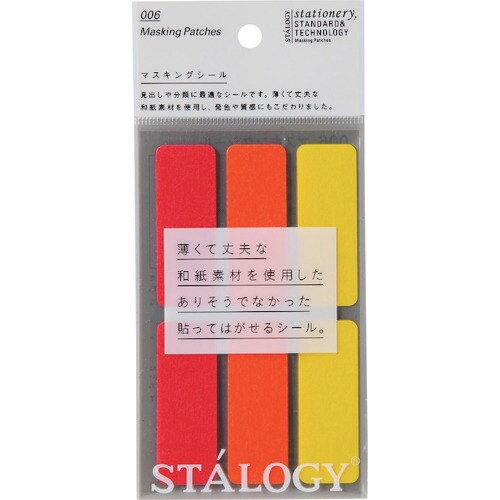 006
Masking Patches
STÁLOGY
stationery,
STANDARD&
TECHNOLOGY
Masking Patches
マスキングシール
見出しや分類に最適なシールです。薄くて丈夫な
和紙素材を使用し、発色や質感にもこだわりました。
薄くて丈夫な
和紙素材を使用した
ありそうでなかった
貼ってはがせるシール。
STÁLOGY